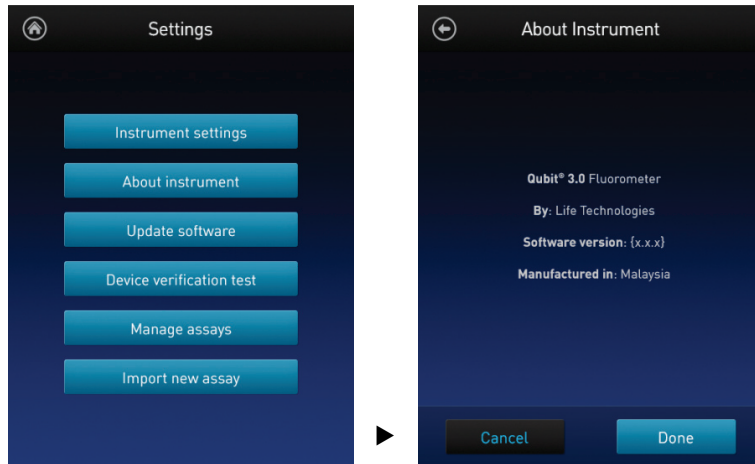 Settings
Instrument settings
About instrument
Update software
Device verification test
Manage assays
Import new assay
About Instrument
Qubit® 3.0 Fluorometer
By: Life Technologies
Software version: {x.x.x}
Manufactured in: Malaysia
Cancel
Done